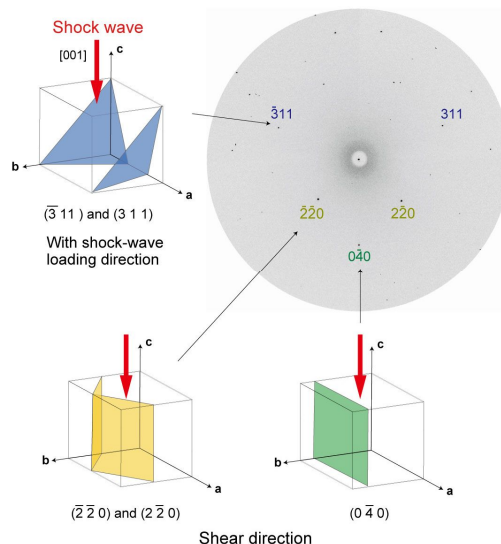 Shock wave
[001]
c
b
a
(3̅ 11 ) and (3 1 1)
With shock-wave
loading direction
3̅11
311
2̅2̅0
22̅0
04̅0
c
b
a
(2̅ 2̅ 0) and (2 2̅ 0)
c
b
a
(0 4̅ 0)
Shear direction